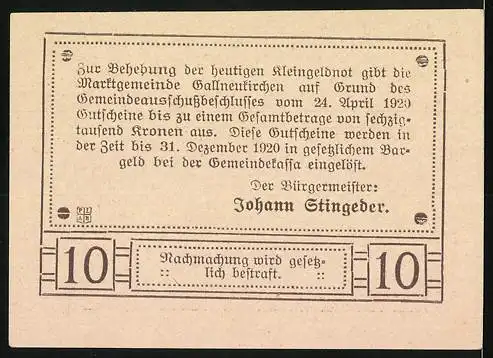 Zur Behebung der heutigen Kleingeldnot gibt die
Marktgemeinde Gallneukirchen auf Grund des
Gemeindeausschußbeschlusses vom 24. April 1920
Gutscheine bis zu einem Gesamtbetrage von sechzig-
tausend Kronen aus. Diese Gutscheine werden in
der Zeit bis 31. Dezember 1920 in gesetzlichem Bar-
geld bei der Gemeindekassa eingelöst.
Der Bürgermeister:
Johann Stingeder.
10
Nachmachung wird gesetz-
:: lich bestraft. ::
10